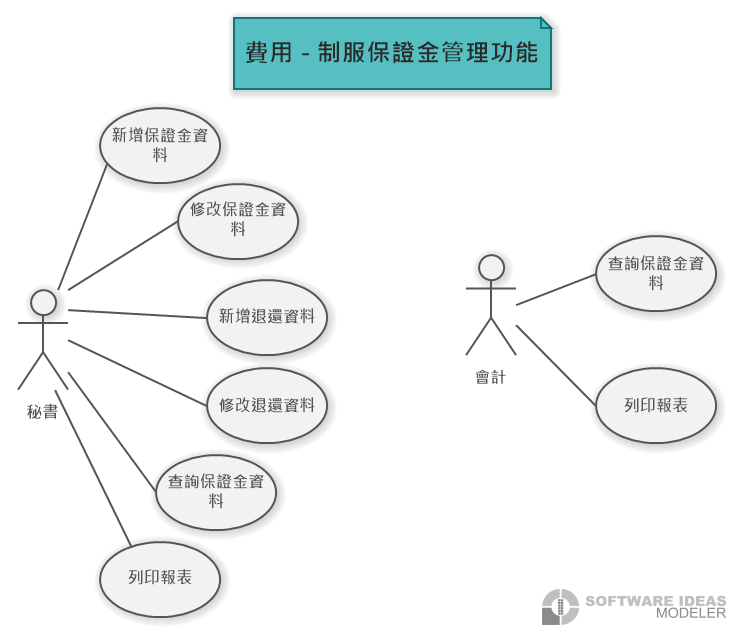 費用 - 制服保證金管理功能
新增保證金資
料
修改保證金資
料
新增退還資料
修改退還資料
查詢保證金資
料
列印報表
秘書
查詢保證金資
料
列印報表
會計
SOFTWARE IDEAS
MODELER